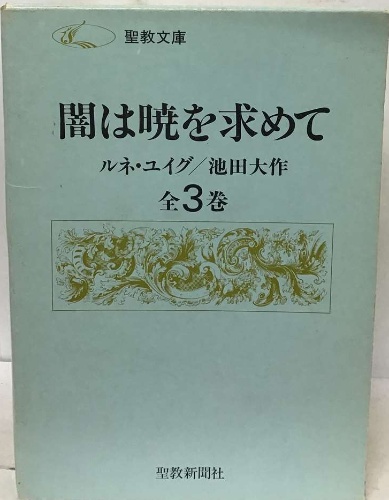 聖教文庫
闇は暁を求めて
ルネ・ユイグ/池田大作
全3巻
聖教新聞社